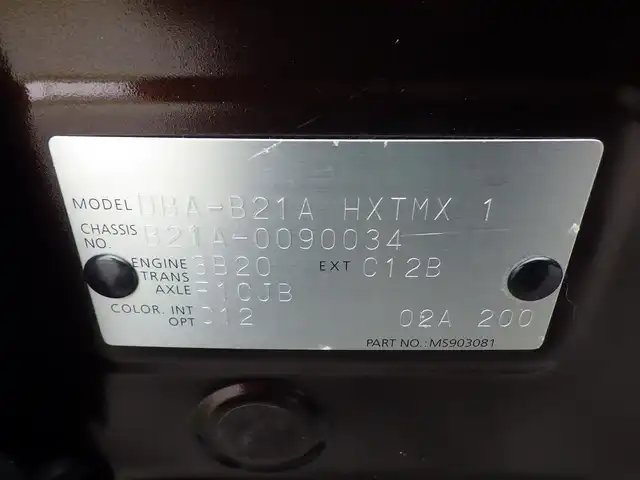 MODEL DBA-B21A HXTMX 1
CHASSIS NO. B21A-0090034
ENGINE 3B20 EXT C12B
TRANS AXLE F1CJB
COLOR. INT OPT C12 02A 200
PART NO.: M5903081